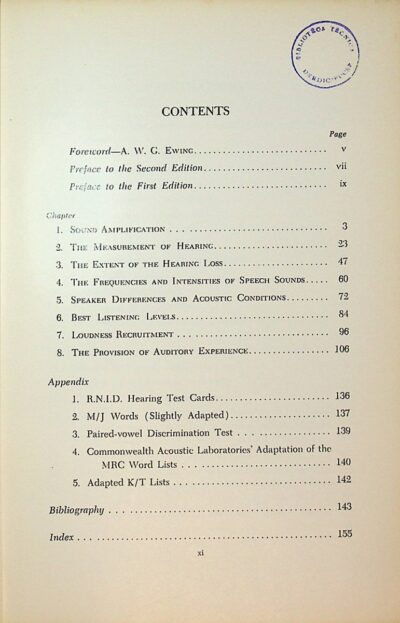 BIBLIOTECA TÉCNICA
CONTENTS
Page
Foreword—A. W. G. EWING v
Preface to the Second Edition vii
Preface to the First Edition ix
Chapter
1. SOUND AMPLIFICATION 3
2. THE MEASUREMENT OF HEARING 23
3. THE EXTENT OF THE HEARING LOSS 47
4. THE FREQUENCIES AND INTENSITIES OF SPEECH SOUNDS 60
5. SPEAKER DIFFERENCES AND ACOUSTIC CONDITIONS 72
6. BEST LISTENING LEVELS 84
7. LOUDNESS RECRUITMENT 96
8. THE PROVISION OF AUDITORY EXPERIENCE 106
Appendix
1. R.N.I.D. Hearing Test Cards 136
2. M/J Words (Slightly Adapted) 137
3. Paired-vowel Discrimination Test 139
4. Commonwealth Acoustic Laboratories' Adaptation of the
MRC Word Lists 140
5. Adapted K/T Lists 142
Bibliography 143
Index 155
xi